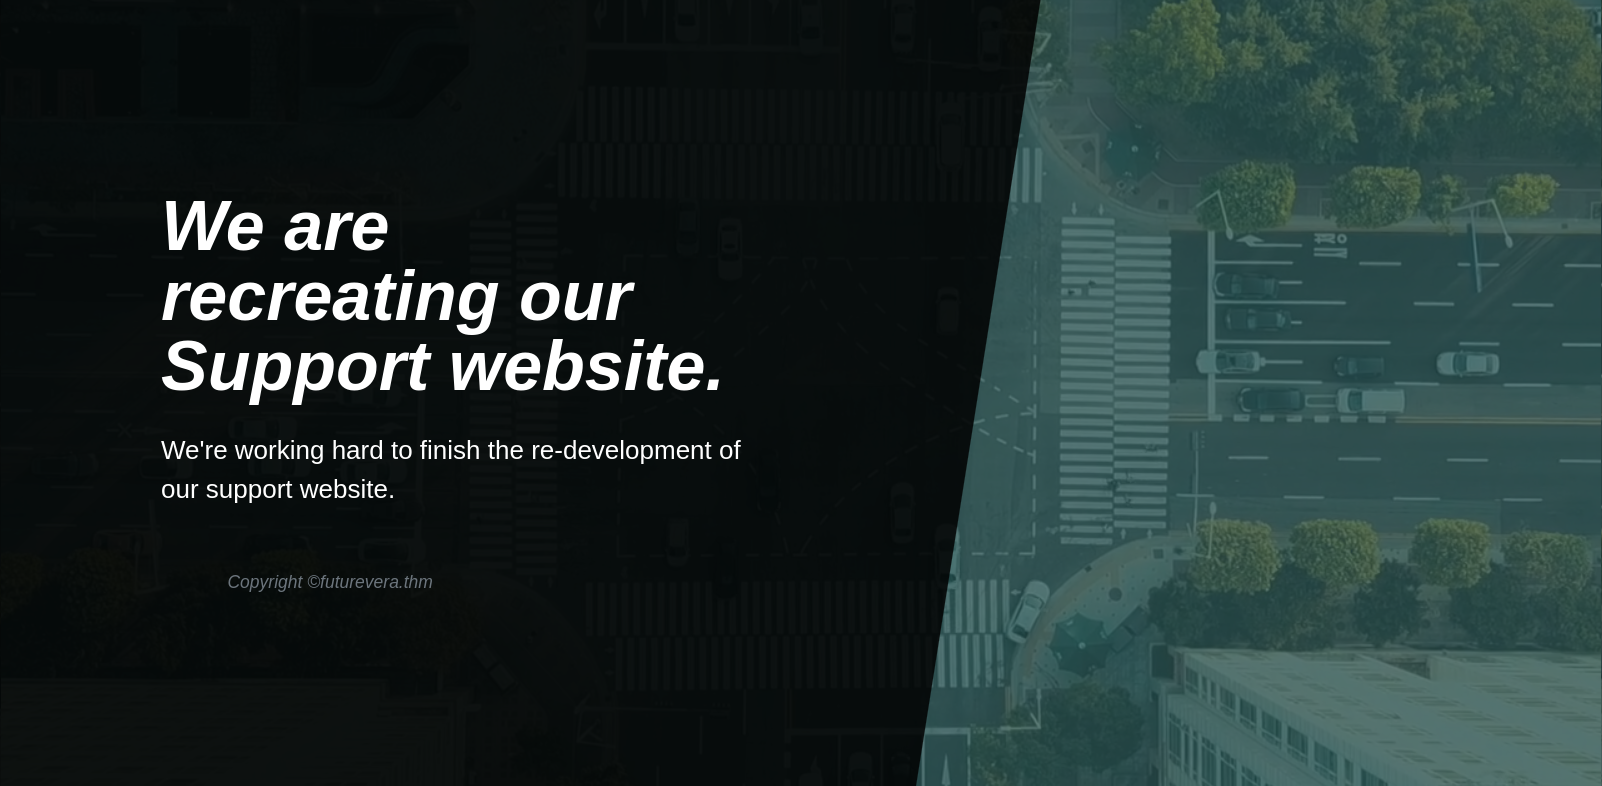 We are
recreating our
Support website.
We're working hard to finish the re-development of
our support website.
Copyright ©futurevera.thm